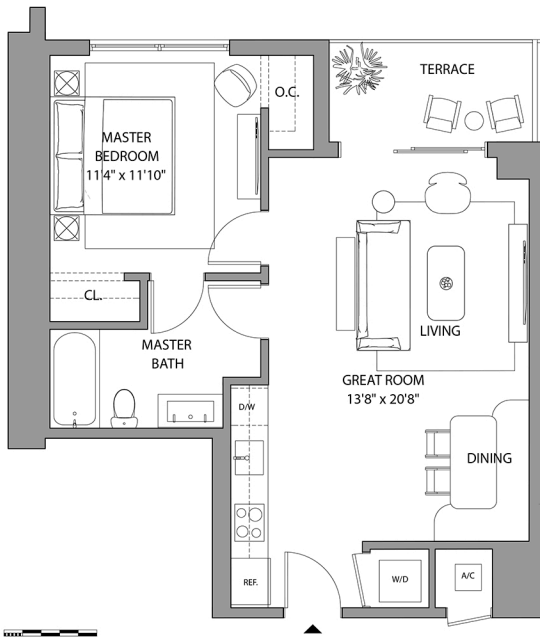 TERRACE
O.C.
MASTER
BEDROOM
11'4" x 11'10"
CL.
LIVING
MASTER
BATH
GREAT ROOM
13'8" x 20'8"
D/W
DINING
REF.
W/D
A/C